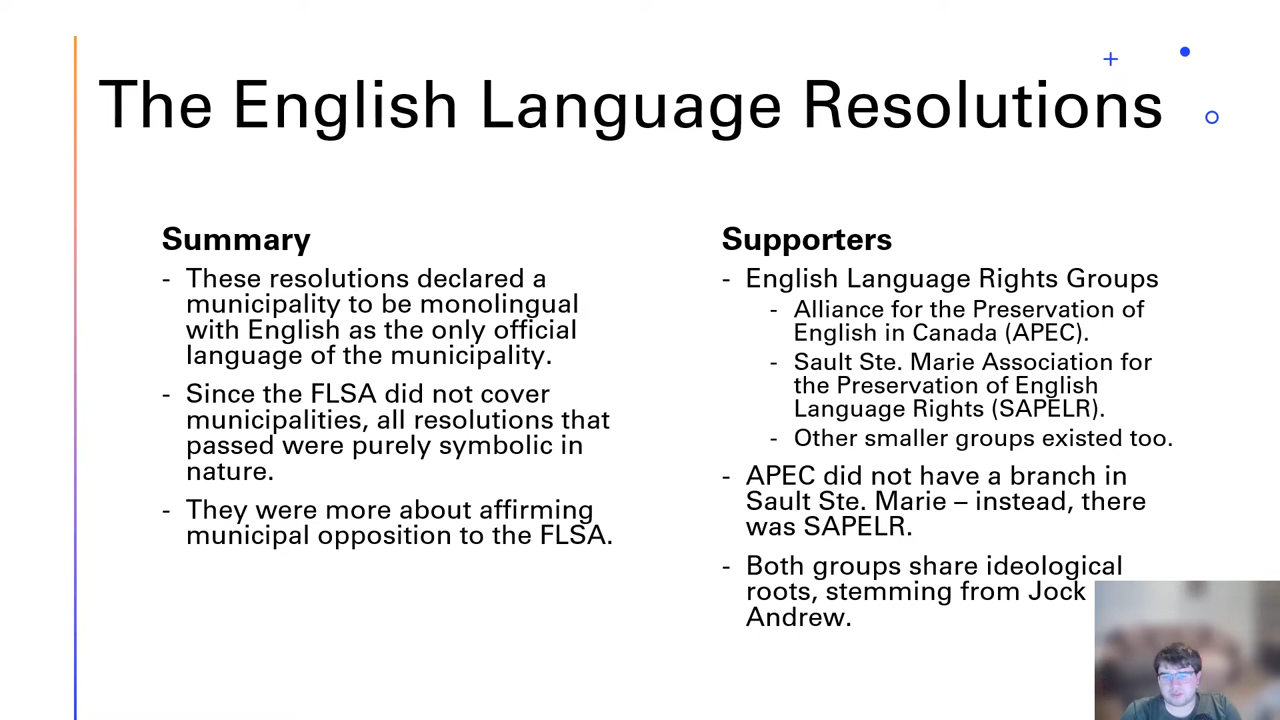 The English Language Resolutions
Summary
- These resolutions declared a
municipality to be monolingual
with English as the only official
language of the municipality.
- Since the FLSA did not cover
municipalities, all resolutions that
passed were purely symbolic in
nature.
- They were more about affirming
municipal opposition to the FLSA.
Supporters
- English Language Rights Groups
- Alliance for the Preservation of
English in Canada (APEC).
- Sault Ste. Marie Association for
the Preservation of English
Language Rights (SAPELR).
- Other smaller groups existed too.
- APEC did not have a branch in
Sault Ste. Marie – instead, there
was SAPELR.
- Both groups share ideological
roots, stemming from Jock
Andrew.